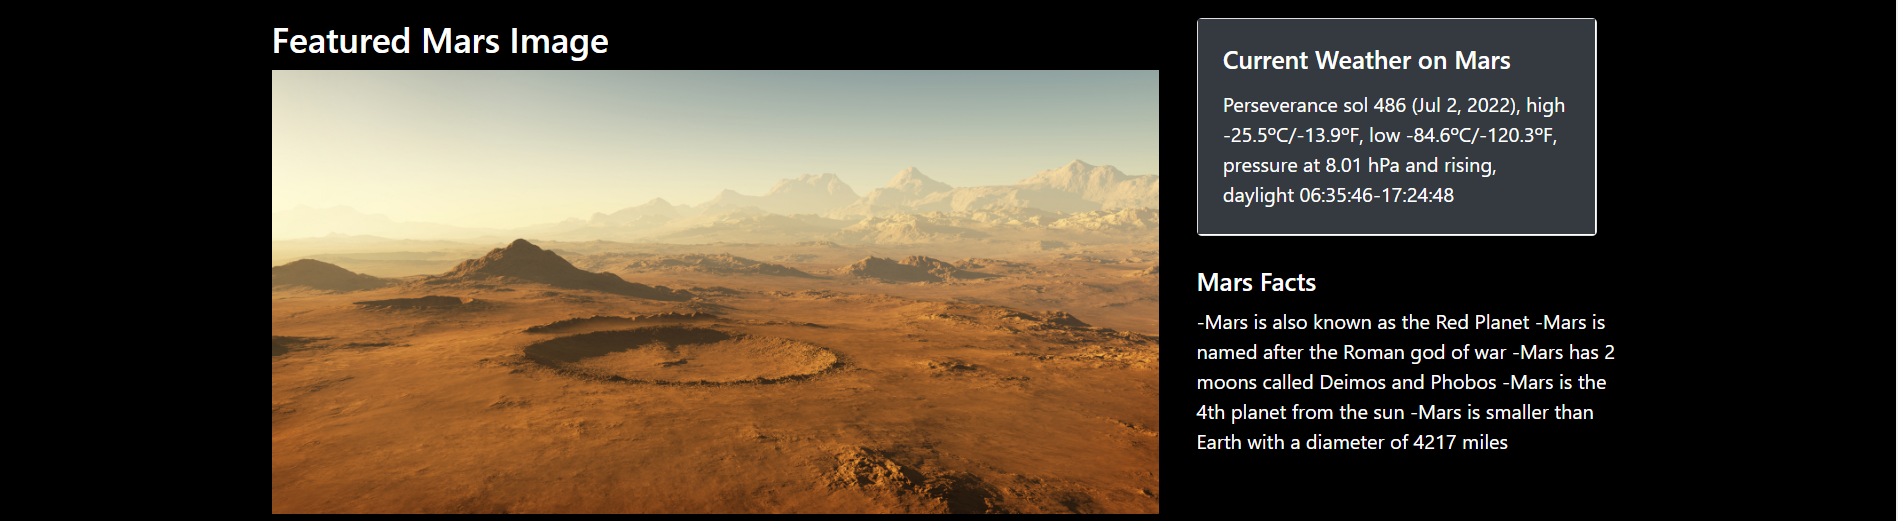 Featured Mars Image
Current Weather on Mars
Perseverance sol 486 (Jul 2, 2022), high
-25.5ºC/-13.9ºF, low -84.6ºC/-120.3ºF,
pressure at 8.01 hPa and rising,
daylight 06:35:46-17:24:48
Mars Facts
-Mars is also known as the Red Planet -Mars is
named after the Roman god of war -Mars has 2
moons called Deimos and Phobos -Mars is the
4th planet from the sun -Mars is smaller than
Earth with a diameter of 4217 miles